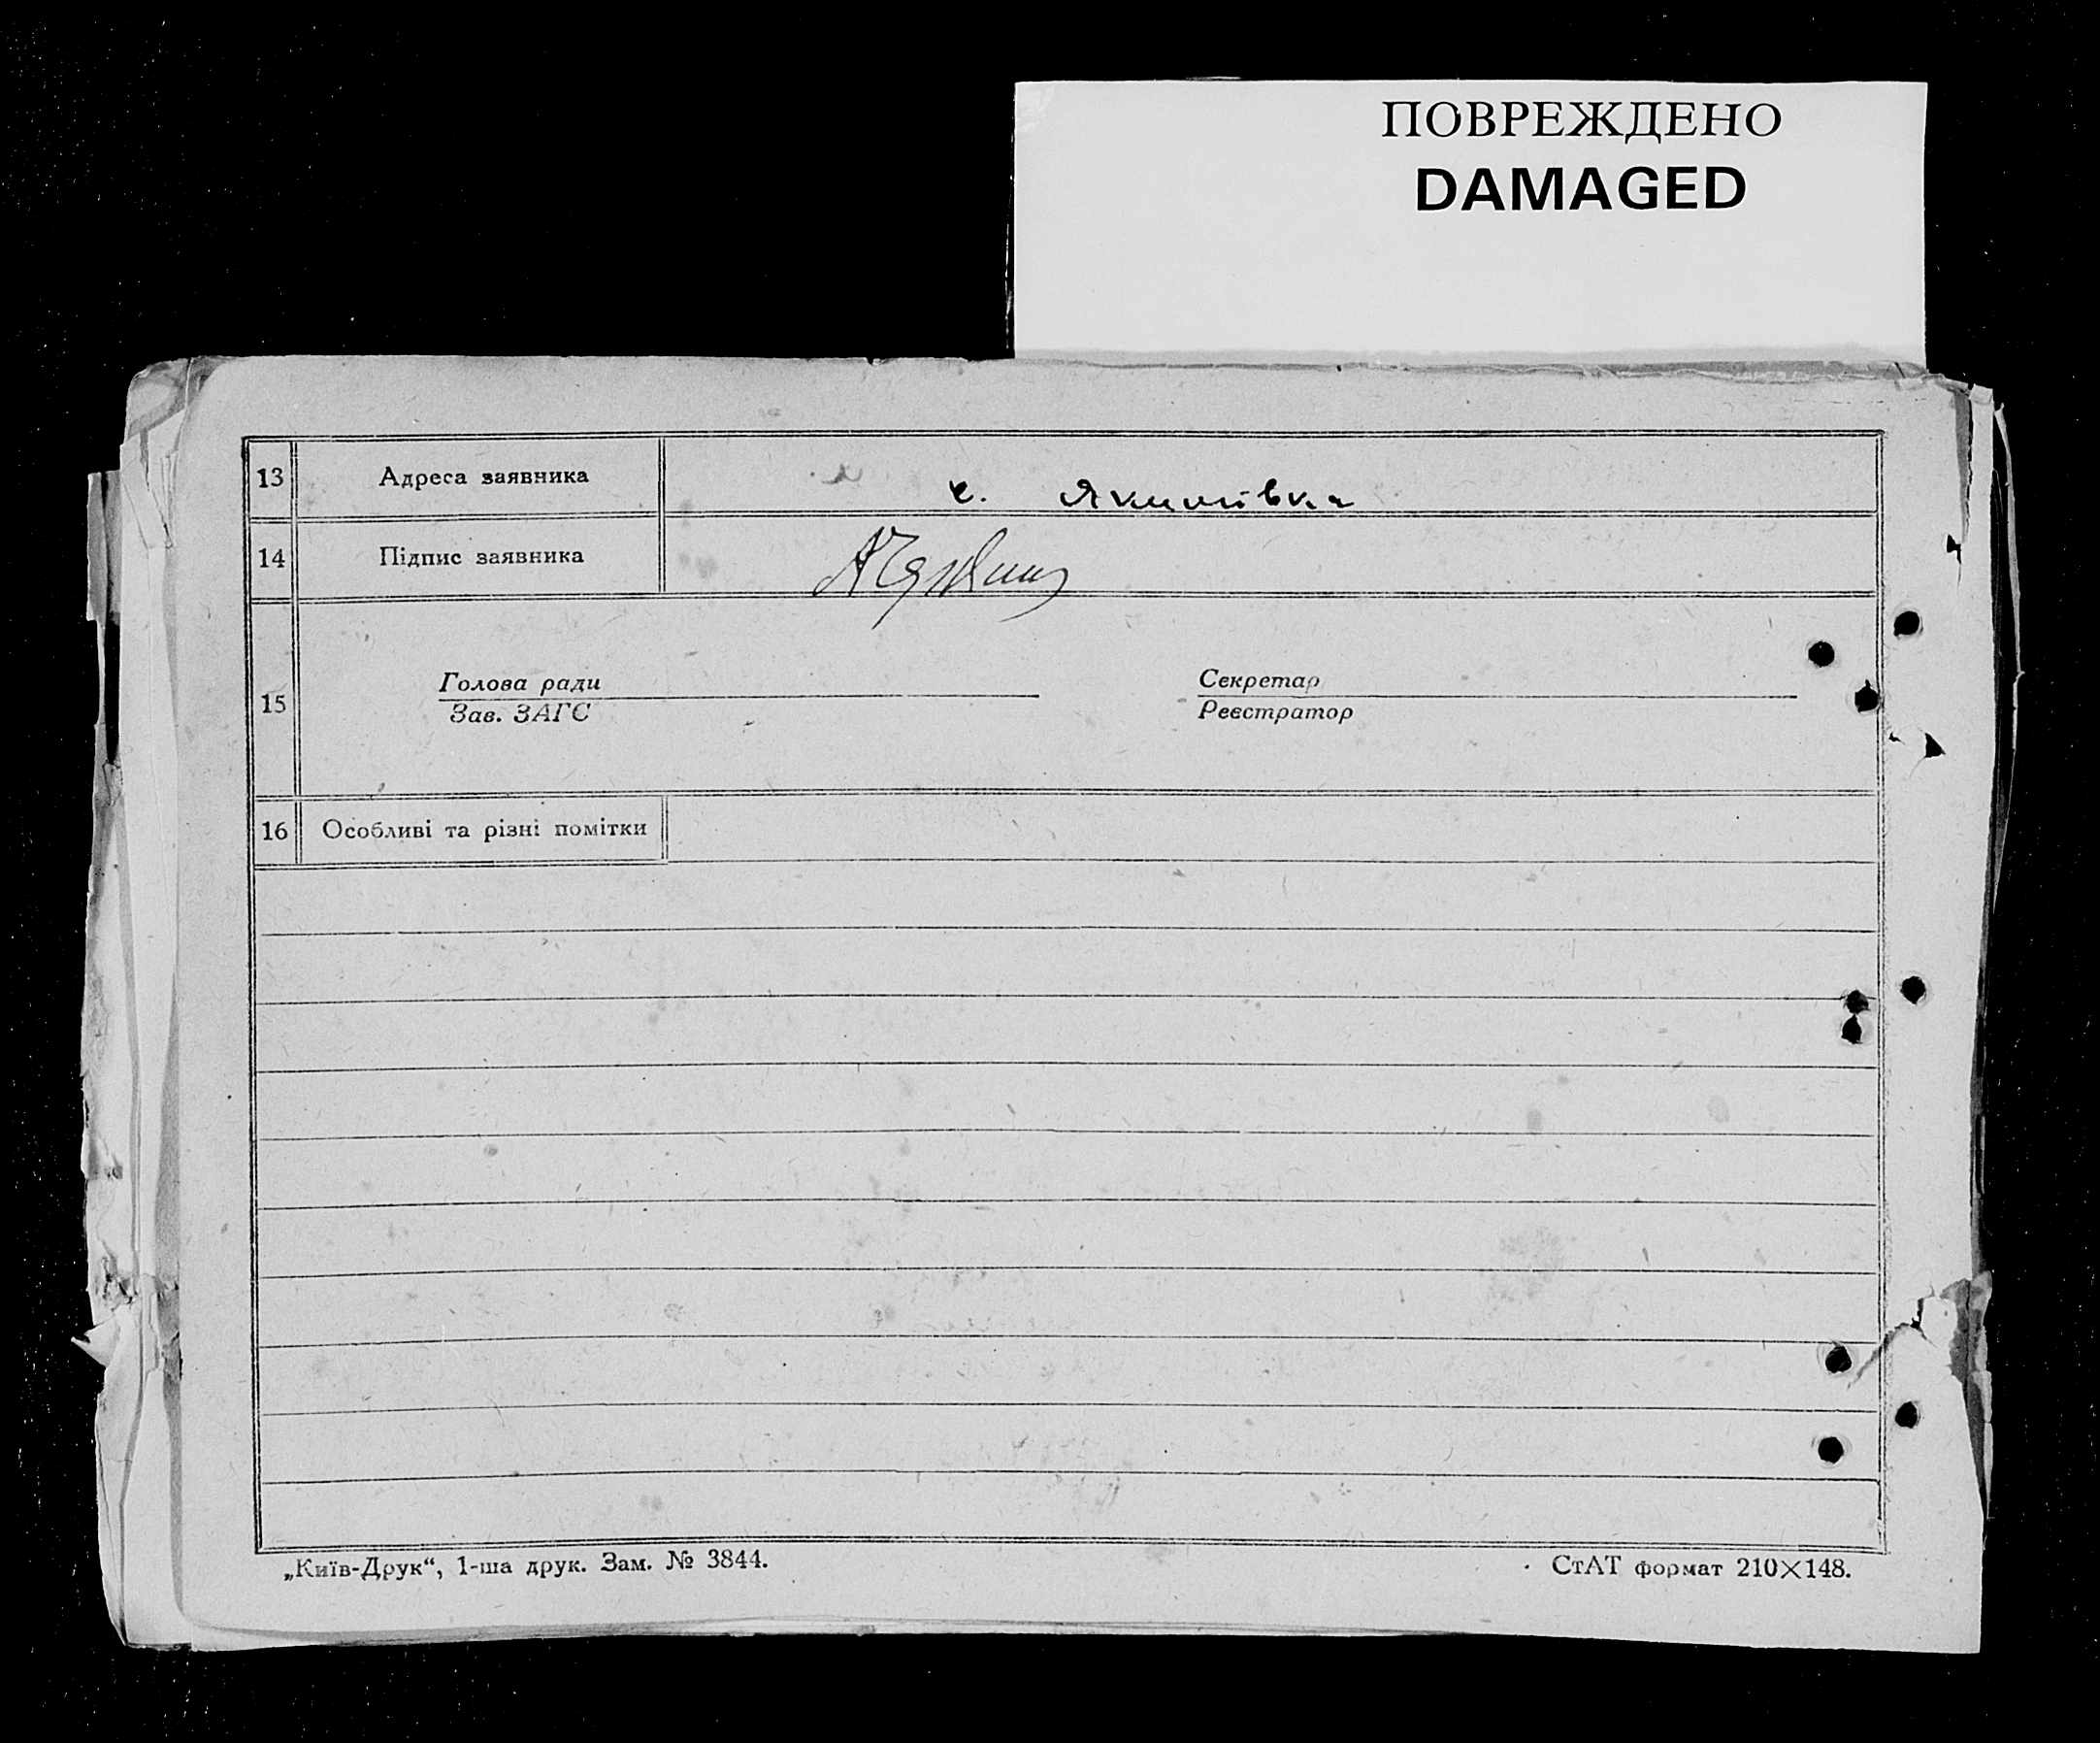 ПОВРЕЖДЕНО
DAMAGED
13 Адреса заявника с. Якимівка
14 Підпис заявника
15 Голова ради Секретар
Зав. ЗАГС Реєстратор
16 Особливі та різні помітки
„Київ-Друк“, 1-ша друк. Зам. № 3844. СтАТ формат 210×148.